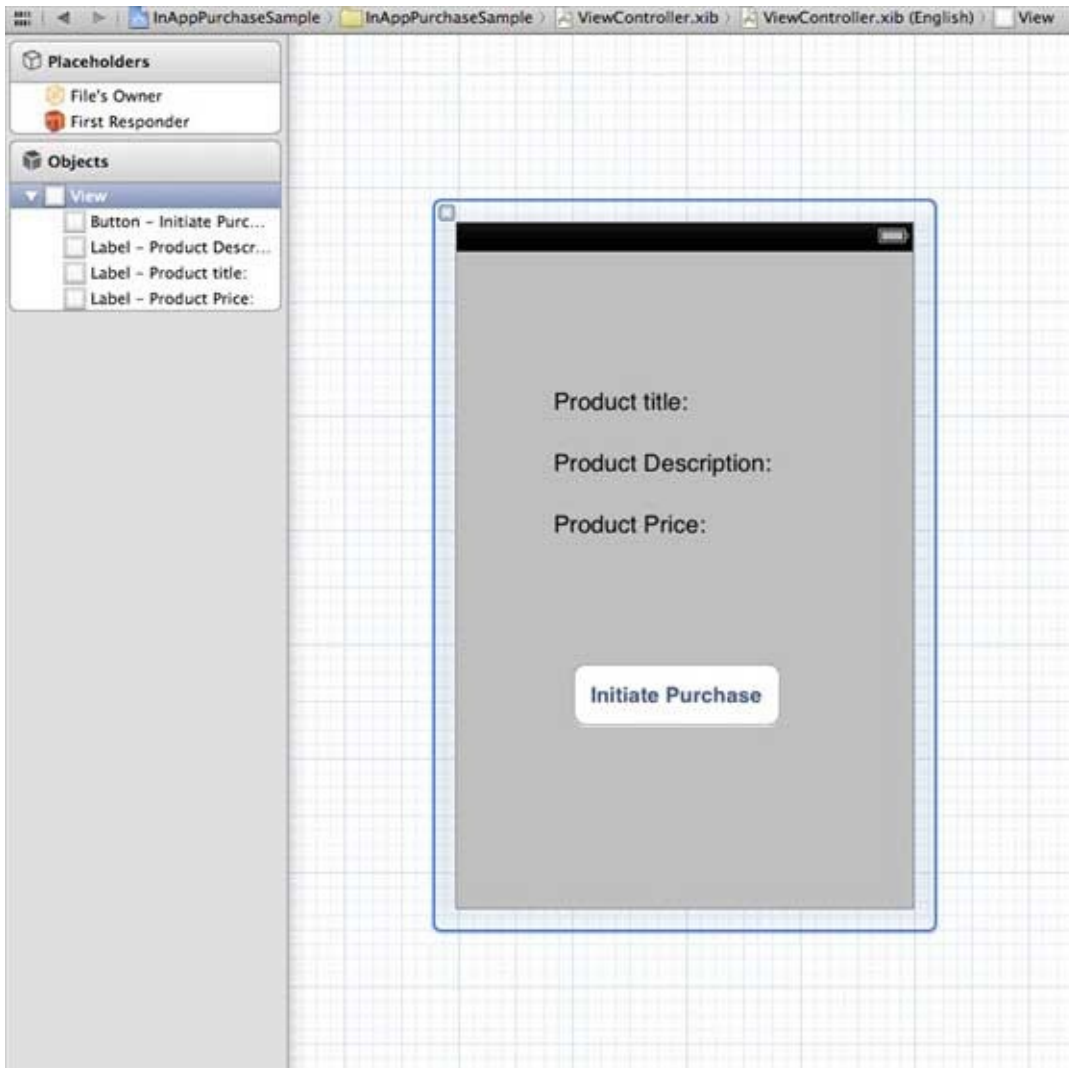 InAppPurchaseSample InAppPurchaseSample ViewController.xib ViewController.xib (English) View
Placeholders
File's Owner
First Responder
Objects
View
Button - Initiate Purc...
Label - Product Descr...
Label - Product title:
Label - Product Price:
Product title:
Product Description:
Product Price:
Initiate Purchase